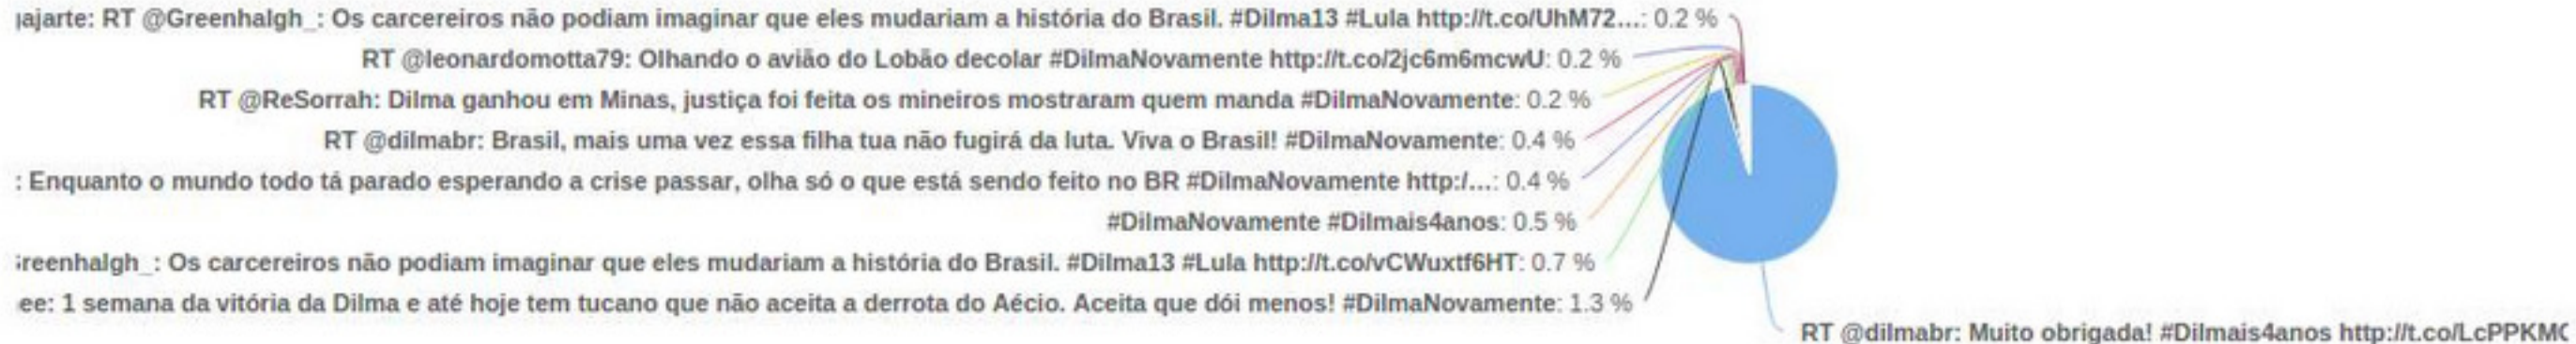 ajarte: RT @Greenhalgh_: Os carcereiros não podiam imaginar que eles mudariam a história do Brasil. #Dilma13 #Lula http://t.co/UhM72...: 0.2 %
RT @leonardomotta79: Olhando o avião do Lobão decolar #DilmaNovamente http://t.co/2jc6m6mcwU: 0.2 %
RT @ReSorrah: Dilma ganhou em Minas, justiça foi feita os mineiros mostraram quem manda #DilmaNovamente: 0.2 %
RT @dilmabr: Brasil, mais uma vez essa filha tua não fugirá da luta. Viva o Brasil! #DilmaNovamente: 0.4 %
: Enquanto o mundo todo tá parado esperando a crise passar, olha só o que está sendo feito no BR #DilmaNovamente http:/...: 0.4 %
#DilmaNovamente #Dilmais4anos: 0.5 %
reenhalgh_: Os carcereiros não podiam imaginar que eles mudariam a história do Brasil. #Dilma13 #Lula http://t.co/vCWuxtf6HT: 0.7 %
ee: 1 semana da vitória da Dilma e até hoje tem tucano que não aceita a derrota do Aécio. Aceita que dói menos! #DilmaNovamente: 1.3 %
RT @dilmabr: Muito obrigada! #Dilmais4anos http://t.co/LcPPKM